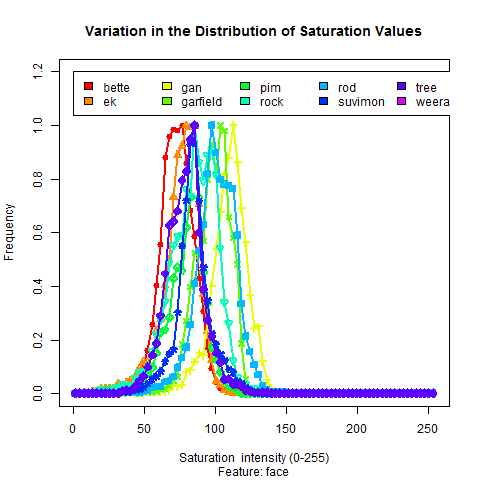 Variation in the Distribution of Saturation Values
Frequency
1.2
1.0
0.8
0.6
0.4
0.2
0.0
bette gan pim rod tree
ek garfield rock suvimon weera
0 50 100 150 200 250
Saturation intensity (0-255)
Feature: face